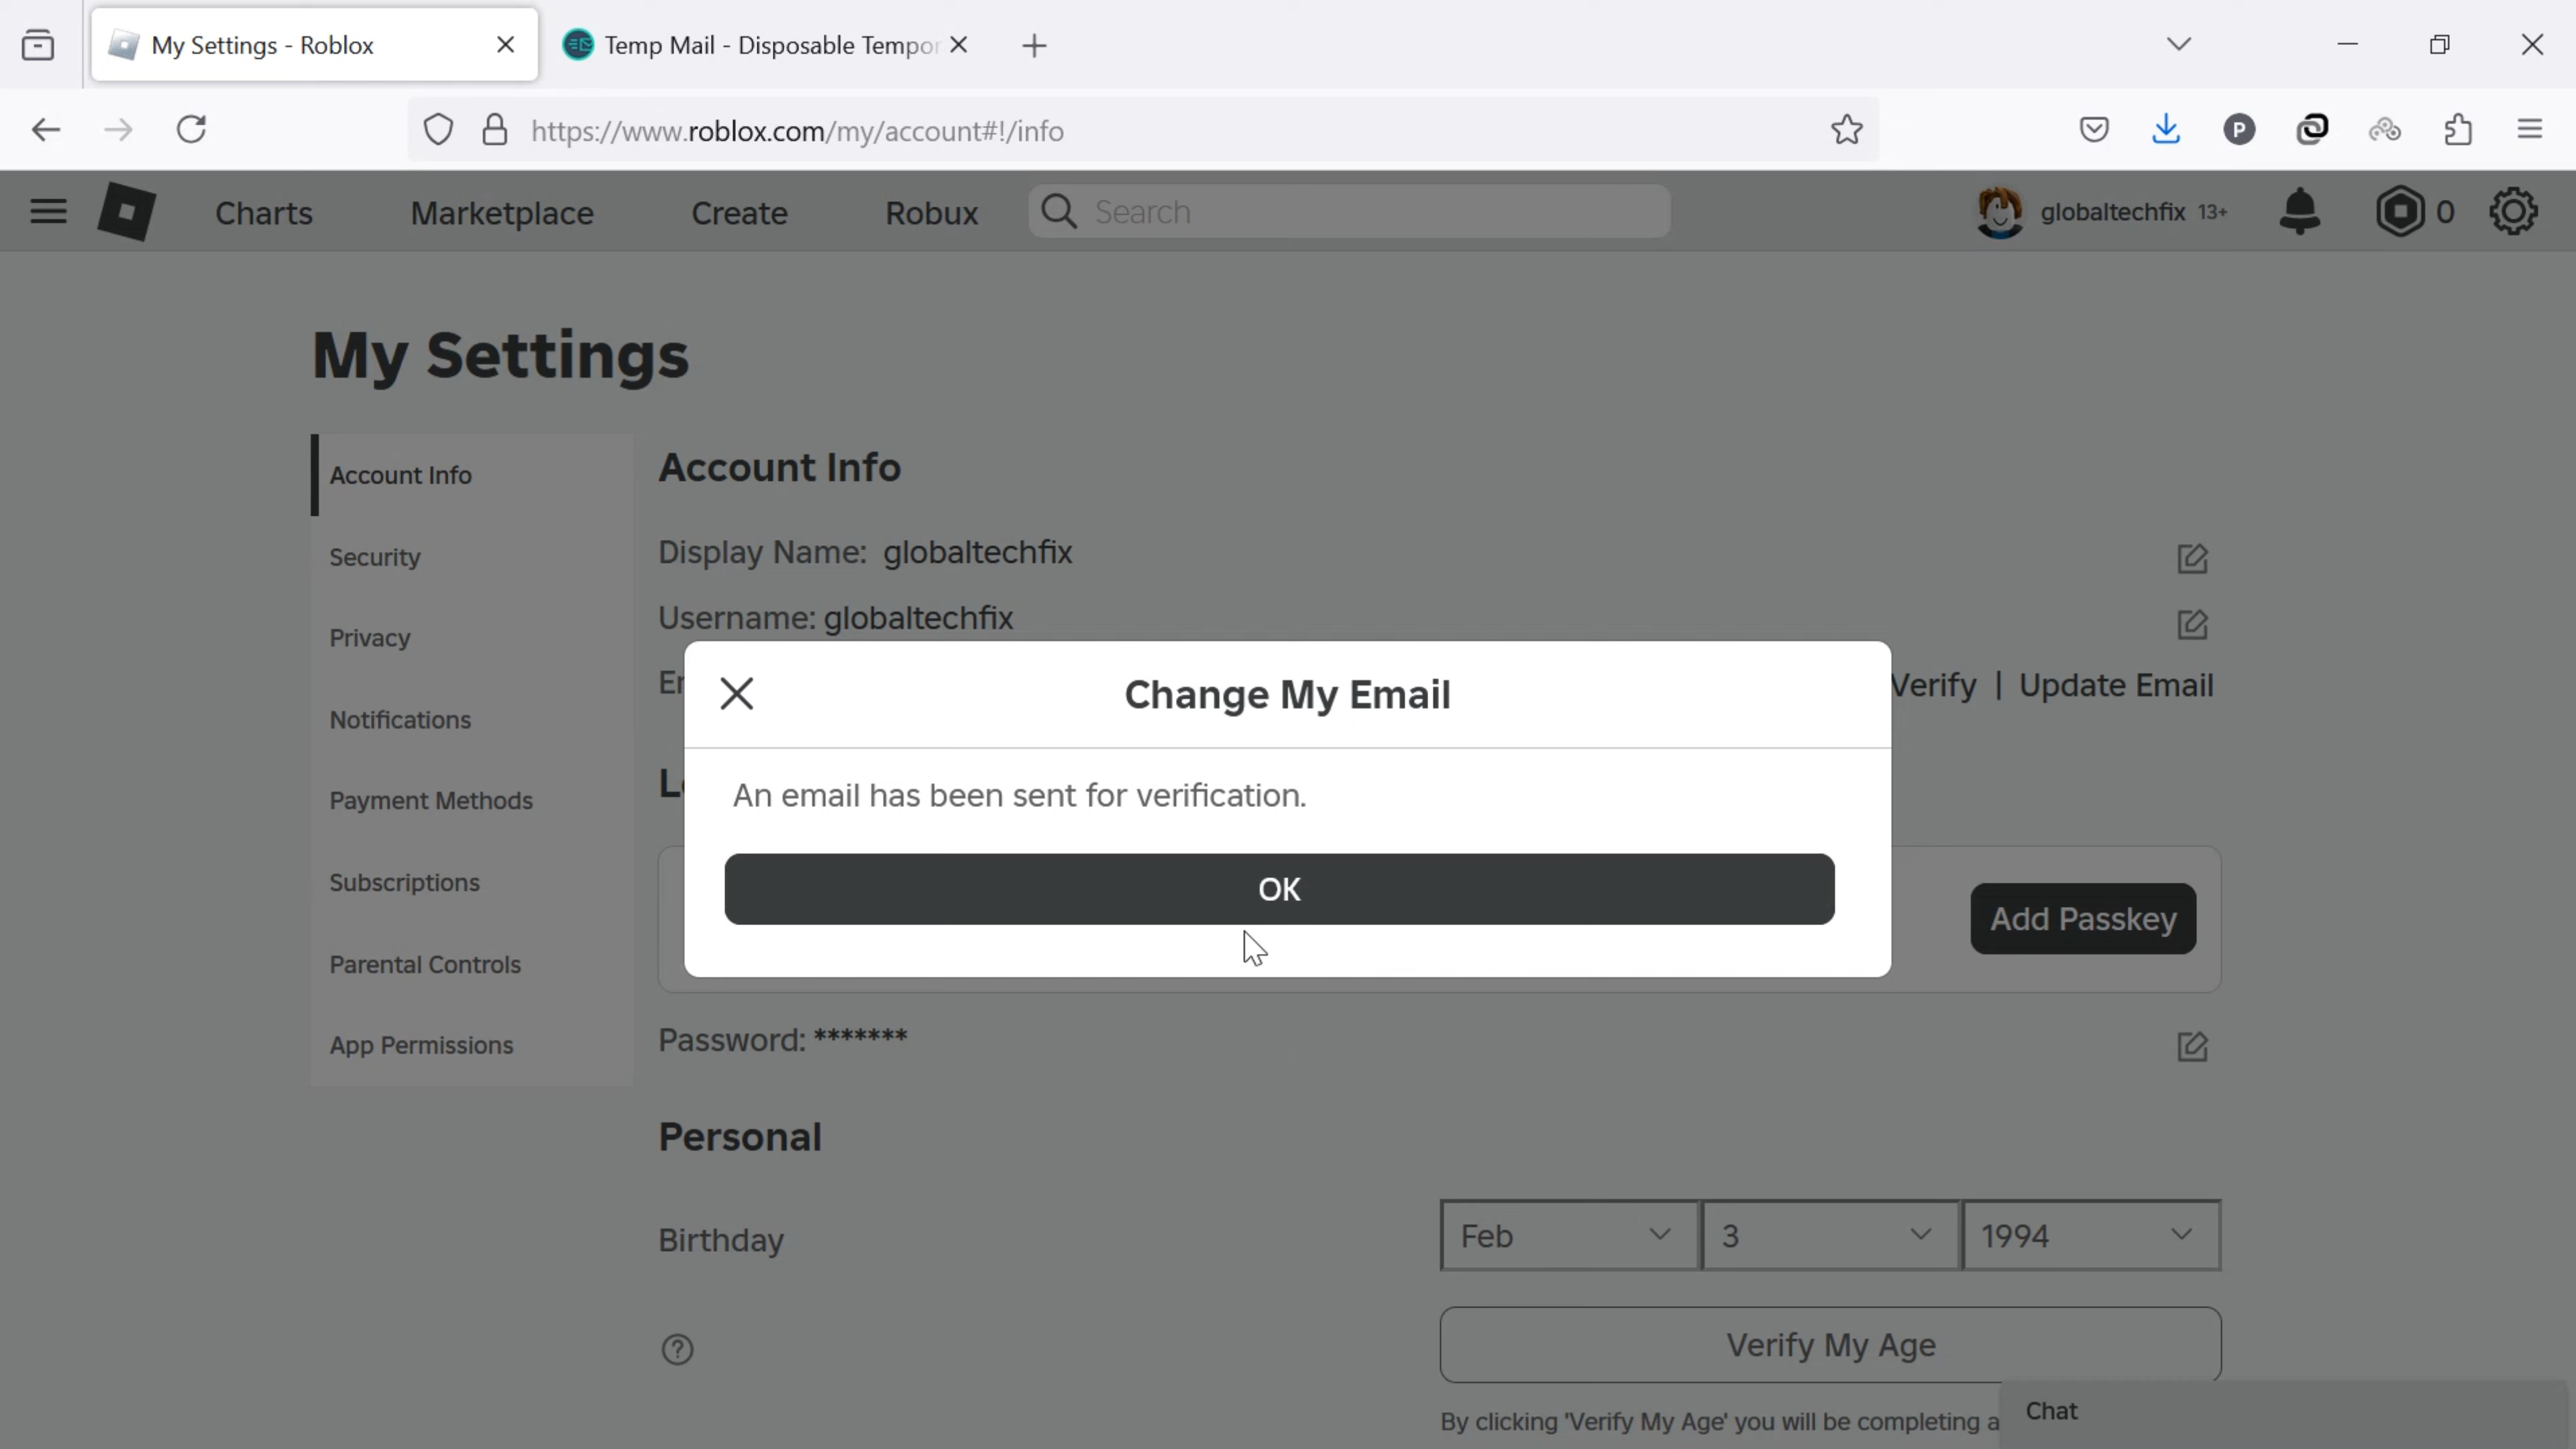 My Settings - Roblox
Temp Mail - Disposable Tempor
https://www.roblox.com/my/account#!/info
P
Charts
Marketplace
Create
Robux
Search
globaltechfix 13+
0
My Settings
Account Info
Security
Privacy
Notifications
Payment Methods
Subscriptions
Parental Controls
App Permissions
Account Info
Display Name: globaltechfix
Username: globaltechfix
Verify | Update Email
Change My Email
An email has been sent for verification.
OK
Add Passkey
Password: *******
Personal
Birthday
Feb
3
1994
Verify My Age
By clicking 'Verify My Age' you will be completing a
Chat